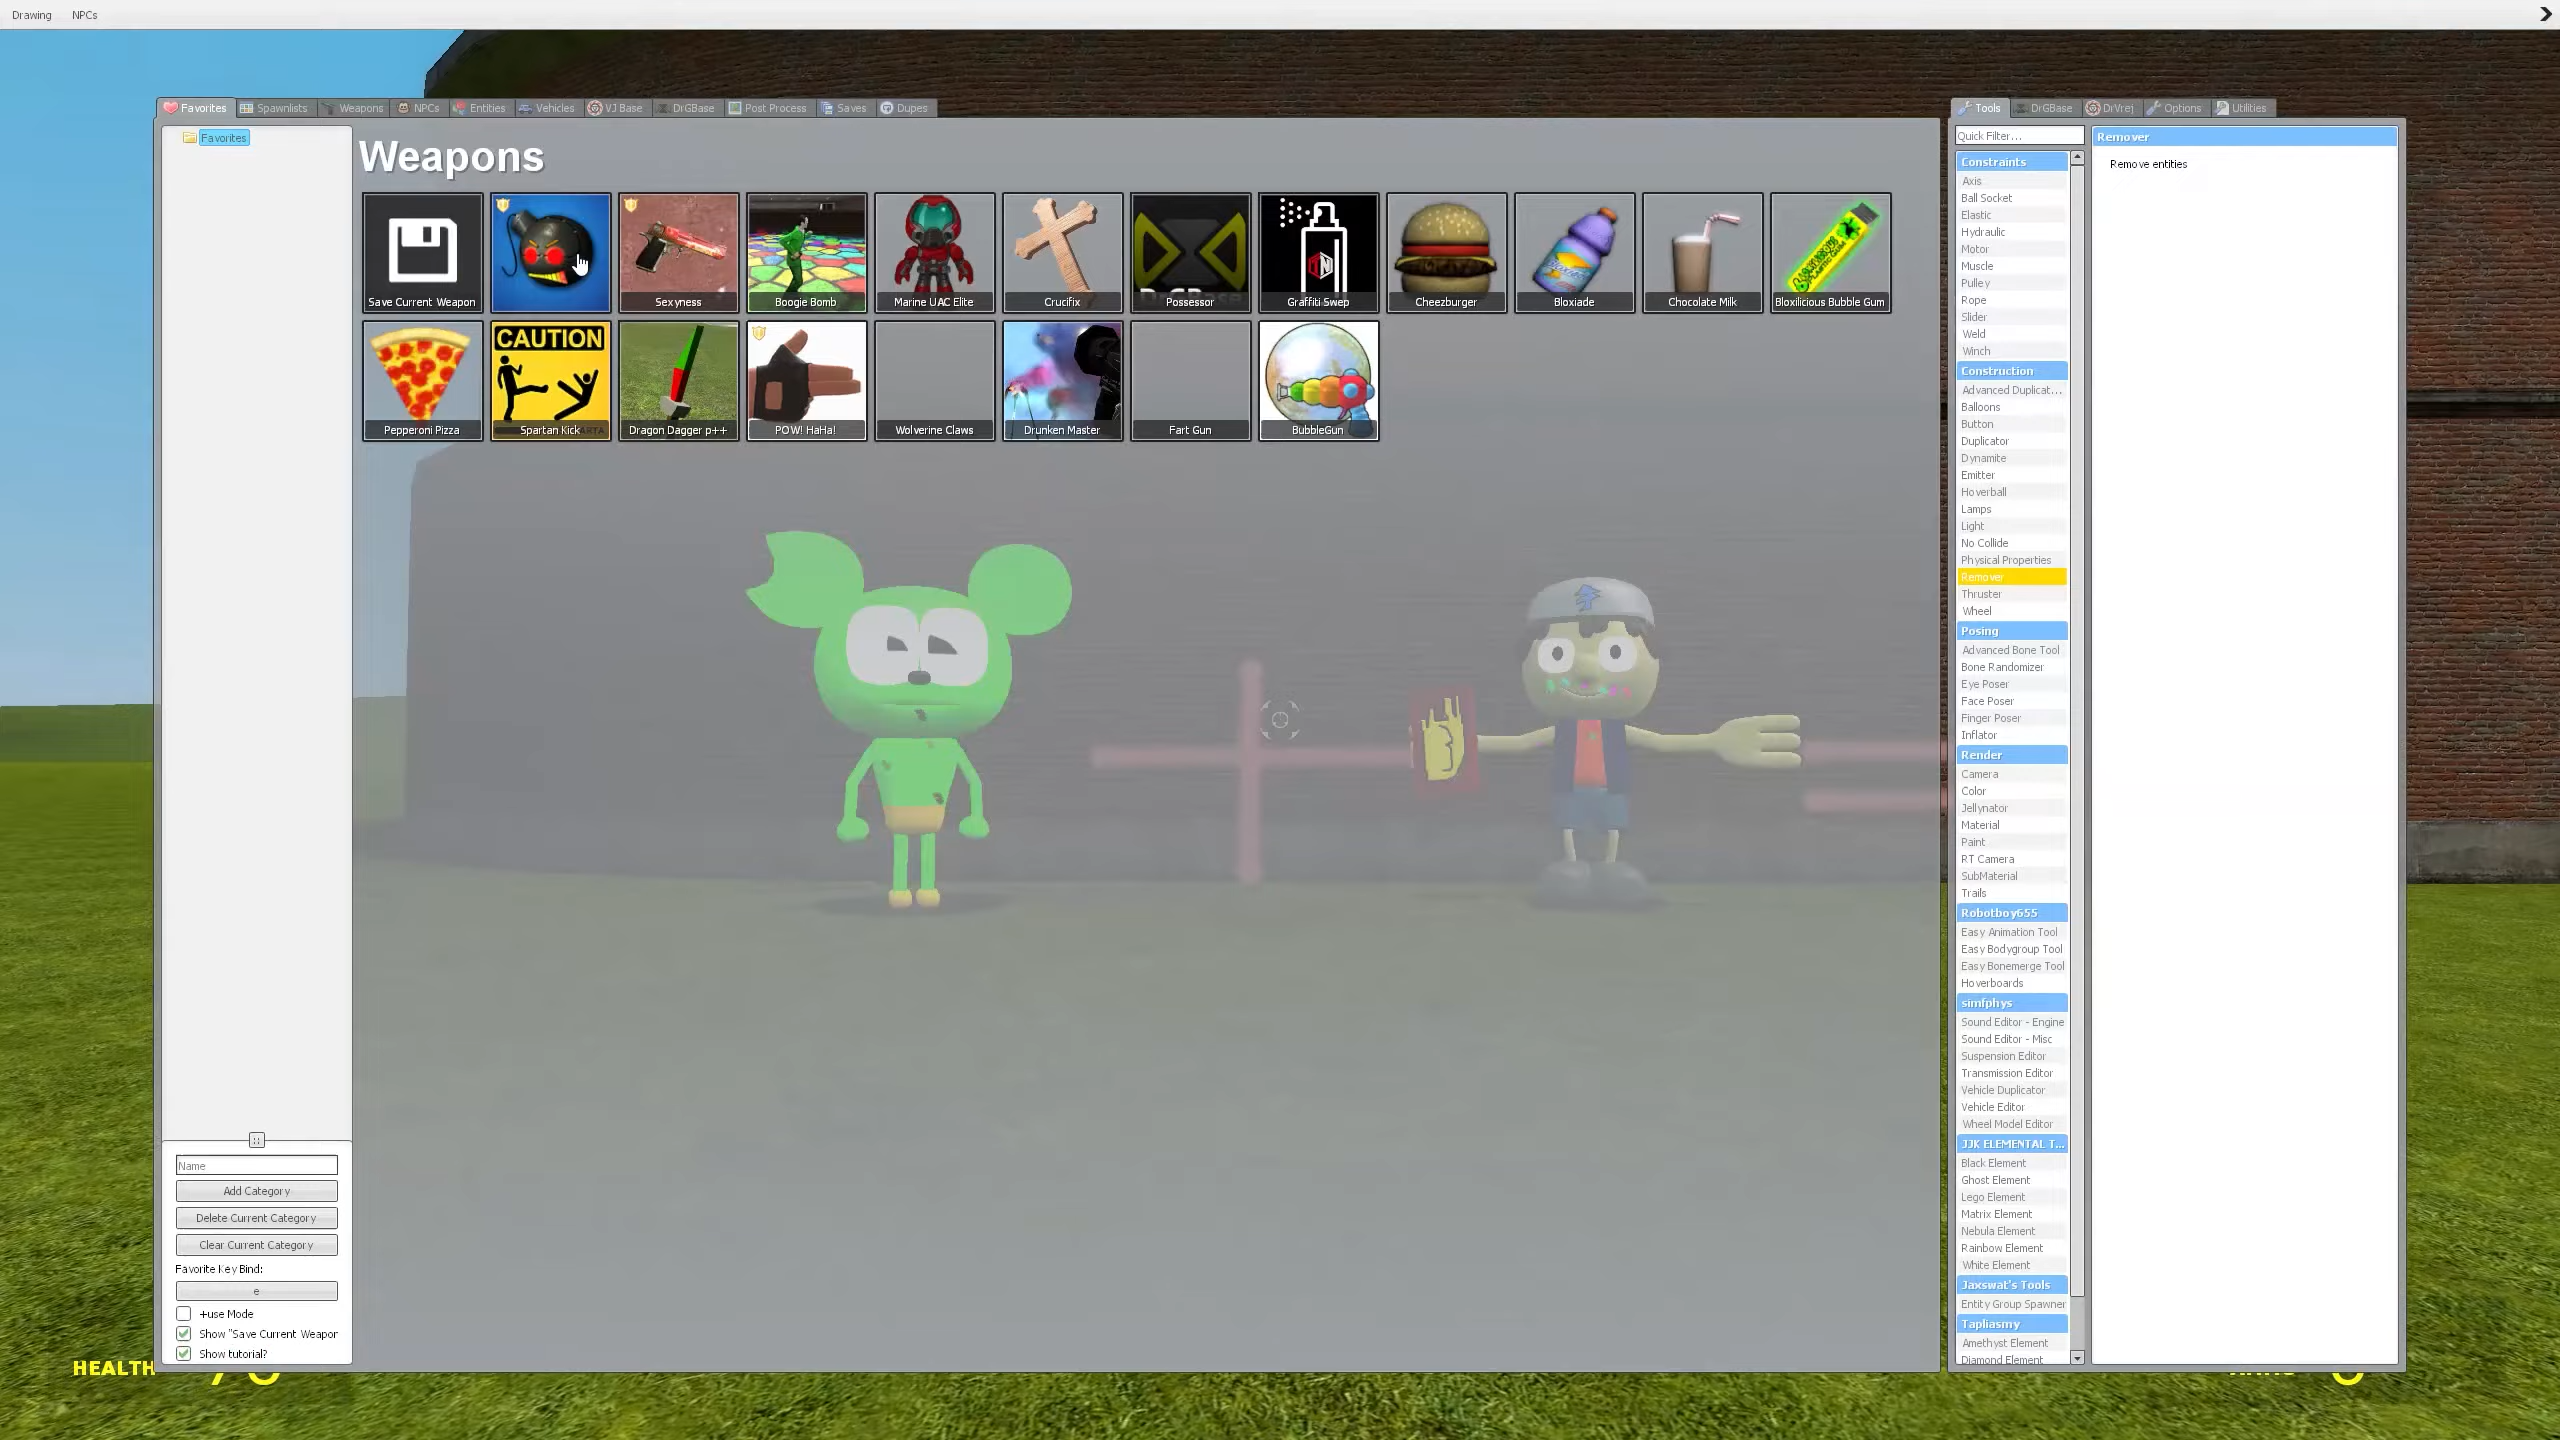 Drawing NPCs
Favorites Spawnlists Weapons NPCs Entities Vehicles VJ Base DrGBase Post Process Saves Dupes
Favorites
Weapons
Save Current Weapon
Sexyness
Boogie Bomb
Marine UAC Elite
Crucifix
Possessor
Graffiti Swep
Cheezburger
Bloxiade
Chocolate Milk
Bloxilicious Bubble Gum
Pepperoni Pizza
CAUTION
Spartan Kick
Dragon Dagger p++
POW! HaHa!
Wolverine Claws
Drunken Master
Fart Gun
BubbleGun
Name
Add Category
Delete Current Category
Clear Current Category
Favorite Key Bind:
e
+use Mode
Show "Save Current Weapon
Show tutorial?
HEALTH
Tools DrGBase DrVrej Options Utilities
Quick Filter...
Constraints
Axis
Ball Socket
Elastic
Hydraulic
Motor
Muscle
Pulley
Rope
Slider
Weld
Winch
Construction
Advanced Duplicat...
Balloons
Button
Duplicator
Dynamite
Emitter
Hoverball
Lamps
Light
No Collide
Physical Properties
Remover
Thruster
Wheel
Posing
Advanced Bone Tool
Bone Randomizer
Eye Poser
Face Poser
Finger Poser
Inflator
Render
Camera
Color
Jellynator
Material
Paint
RT Camera
SubMaterial
Trails
Robotboy655
Easy Animation Tool
Easy Bodygroup Tool
Easy Bonemerge Tool
Hoverboards
simfphys
Sound Editor - Engine
Sound Editor - Misc
Suspension Editor
Transmission Editor
Vehicle Duplicator
Vehicle Editor
Wheel Model Editor
JJK ELEMENTAL T...
Black Element
Ghost Element
Lego Element
Matrix Element
Nebula Element
Rainbow Element
White Element
Jaxswat's Tools
Entity Group Spawner
Tapliasmy
Amethyst Element
Diamond Element
Remover
Remove entities